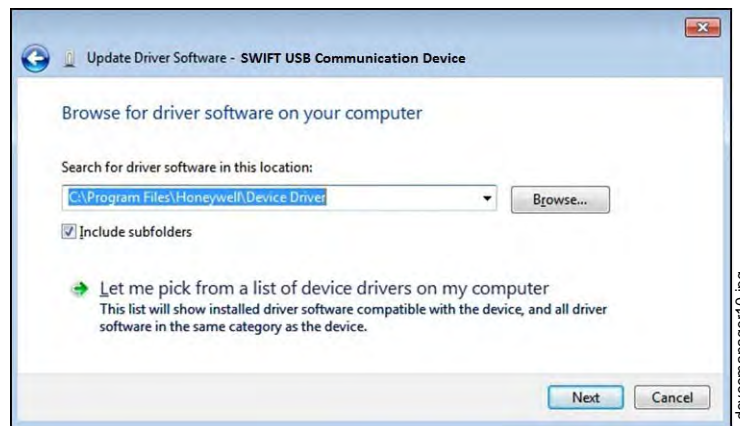 Update Driver Software - SWIFT USB Communication Device
Browse for driver software on your computer
Search for driver software in this location:
C:\Program Files\Honeywell\Device Driver
Browse...
Include subfolders
Let me pick from a list of device drivers on my computer
This list will show installed driver software compatible with the device, and all driver
software in the same category as the device.
Next
Cancel